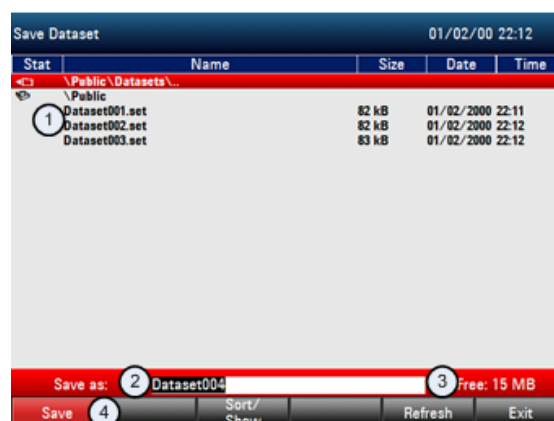 Save Dataset 01/02/00 22:12
Stat Name Size Date Time
\Public\Datasets\..
\Public
1
Dataset001.set 82 kB 01/02/2000 22:11
Dataset002.set 82 kB 01/02/2000 22:12
Dataset003.set 83 kB 01/02/2000 22:12
Save as: 2 Dataset004 3 Free: 15 MB
Save 4 Sort/ Refresh Exit
Show